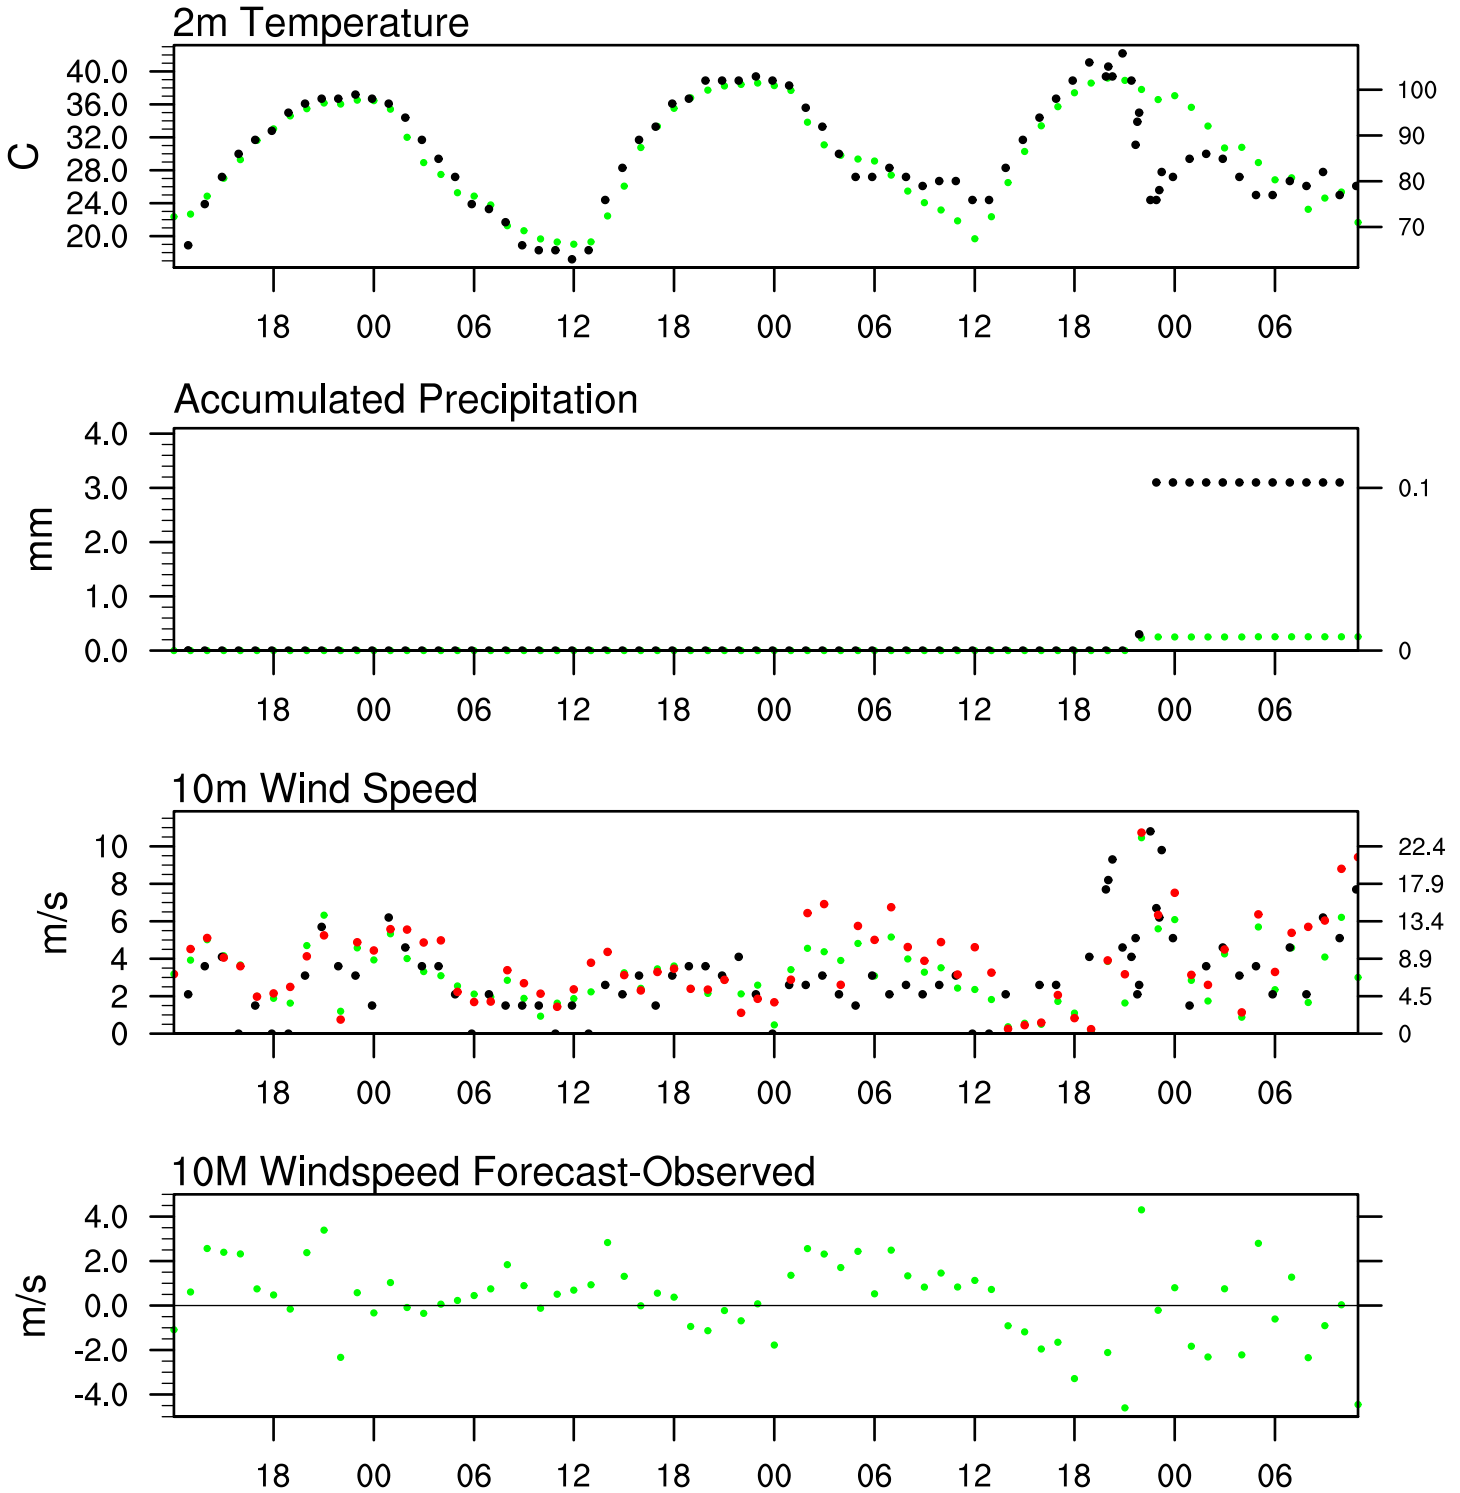 2m Temperature
40.0
36.0
32.0
28.0
24.0
20.0
C
100
90
80
70
18 00 06 12 18 00 06 12 18 00 06
Accumulated Precipitation
4.0
3.0
2.0
1.0
0.0
mm
0.1
0
18 00 06 12 18 00 06 12 18 00 06
10m Wind Speed
10
8
6
4
2
0
m/s
22.4
17.9
13.4
8.9
4.5
0
18 00 06 12 18 00 06 12 18 00 06
10M Windspeed Forecast-Observed
4.0
2.0
0.0
-2.0
-4.0
m/s
18 00 06 12 18 00 06 12 18 00 06